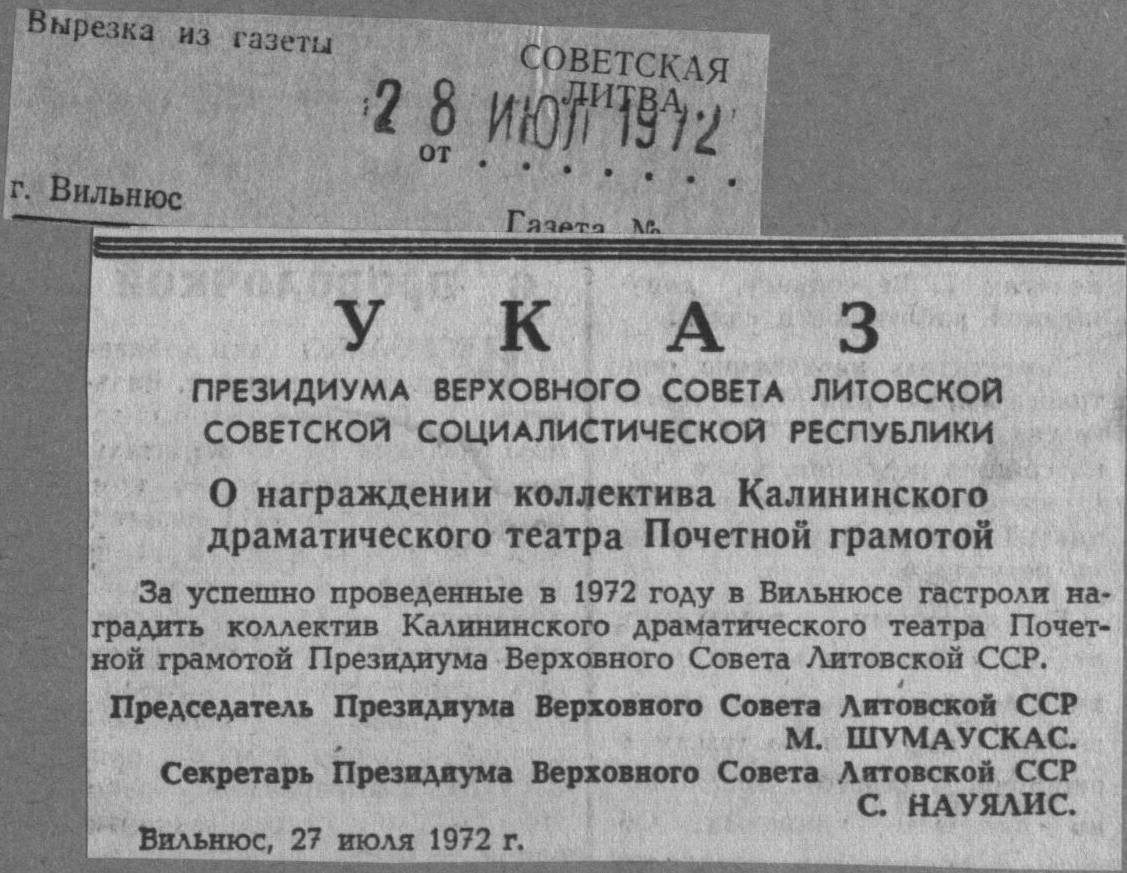 Вырезка из газеты
СОВЕТСКАЯ
ЛИТВА
28 ИЮЛ 1972
от . . . . . . .
г. Вильнюс
Газета №
У К А З
ПРЕЗИДИУМА ВЕРХОВНОГО СОВЕТА ЛИТОВСКОЙ
СОВЕТСКОЙ СОЦИАЛИСТИЧЕСКОЙ РЕСПУБЛИКИ
О награждении коллектива Калининского
драматического театра Почетной грамотой
За успешно проведенные в 1972 году в Вильнюсе гастроли на-
градить коллектив Калининского драматического театра Почет-
ной грамотой Президиума Верховного Совета Литовской ССР.
Председатель Президиума Верховного Совета Литовской ССР
М. ШУМАУСКАС.
Секретарь Президиума Верховного Совета Литовской ССР
С. НАУЯЛИС.
Вильнюс, 27 июля 1972 г.